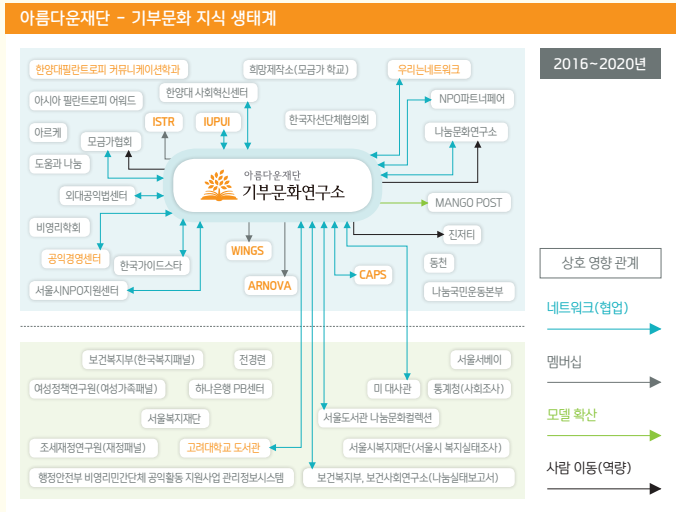 아름다운재단 - 기부문화 지식 생태계
2016~2020년
한양대필란트로피 커뮤니케이션학과
희망제작소(모금가 학교)
우리는네트워크
아시아 필란트로피 어워드
한양대 사회혁신센터
NPO파트너페어
ISTR
IUPUI
한국자선단체협의회
아르케
모금가협회
나눔문화연구소
도움과 나눔
아름다운재단
기부문화연구소
외대공익법센터
MANGO POST
비영리학회
진저티
공익경영센터
한국가이드스타
WINGS
동천
CAPS
서울시NPO지원센터
ARNOVA
나눔국민운동본부
상호 영향 관계
네트워크(협업)
멤버십
모델 확산
사람 이동(역량)
보건복지부(한국복지패널)
전경련
서울서베이
여성정책연구원(여성가족패널)
하나은행 PB센터
미 대사관
통계청(사회조사)
서울복지재단
서울도서관 나눔문화컬렉션
조세재정연구원(재정패널)
고려대학교 도서관
서울시복지재단(서울시 복지실태조사)
행정안전부 비영리민간단체 공익활동 지원사업 관리정보시스템
보건복지부, 보건사회연구소(나눔실태보고서)